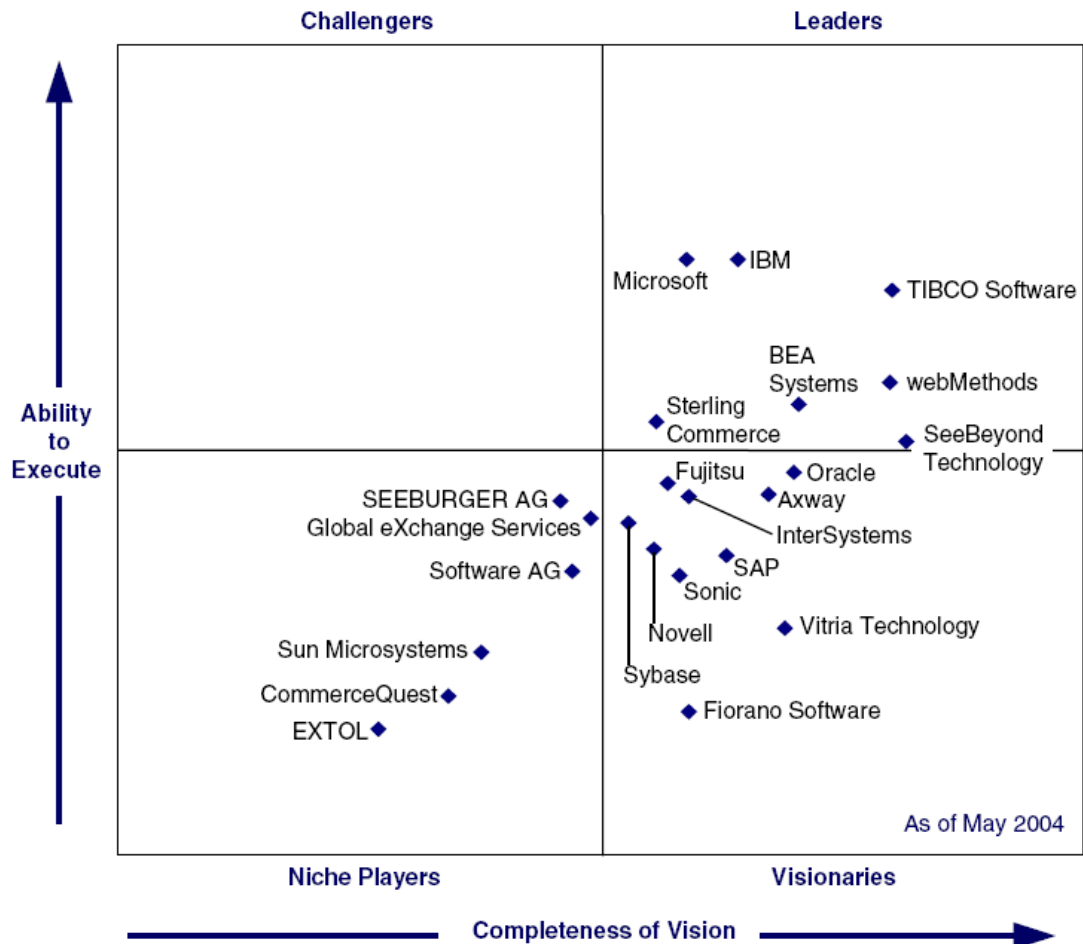 Challengers
Leaders
Microsoft
IBM
TIBCO Software
BEA
Systems
webMethods
Sterling
Commerce
SeeBeyond
Technology
Ability
to
Execute
Fujitsu
Oracle
SEEBURGER AG
Axway
Global eXchange Services
InterSystems
Software AG
SAP
Sonic
Novell
Vitria Technology
Sun Microsystems
Sybase
CommerceQuest
Fiorano Software
EXTOL
As of May 2004
Niche Players
Visionaries
Completeness of Vision